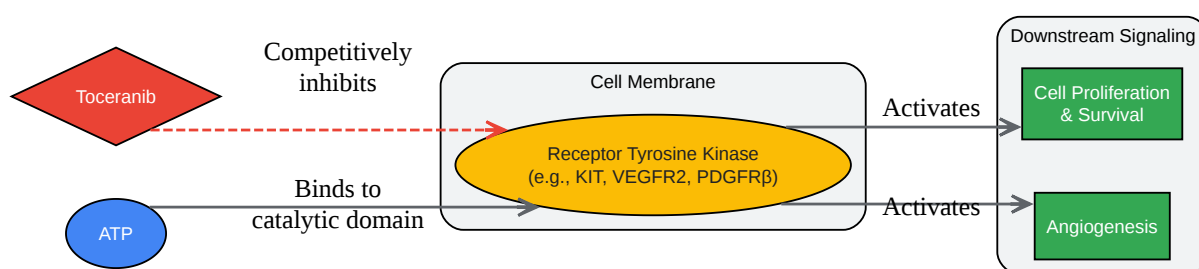 Downstream Signaling
Competitively
inhibits
Toceranib
Cell Membrane
Cell Proliferation
& Survival
Activates
Receptor Tyrosine Kinase
(e.g., KIT, VEGFR2, PDGFRβ)
Binds to
catalytic domain
ATP
Activates
Angiogenesis